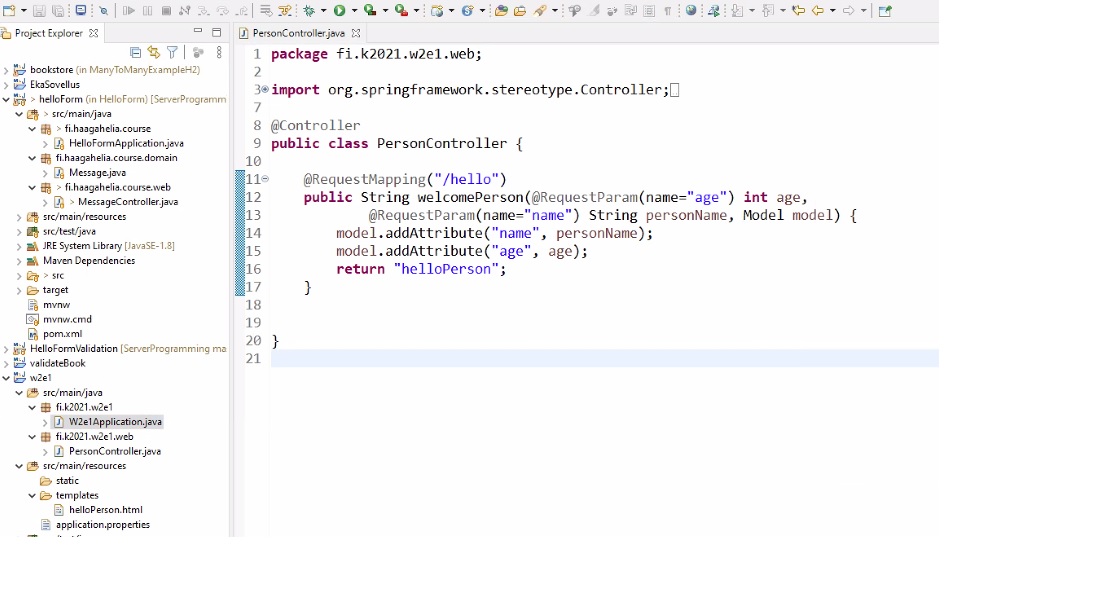 Project Explorer
> bookstore (in ManyToManyExampleH2)
EkaSovellus
> helloForm (in HelloForm) [ServerProgramm
> src/main/java
> fi.haagahelia.course
HelloFormApplication.java
fi.haagahelia.course.domain
Message.java
> fi.haagahelia.course.web
> MessageController.java
src/main/resources
src/test/java
JRE System Library [JavaSE-1.8]
Maven Dependencies
> src
target
mvnw
mvnw.cmd
pom.xml
HelloFormValidation [ServerProgramming ma
validateBook
w2e1
src/main/java
fi.k2021.w2e1
W2e1Application.java
fi.k2021.w2e1.web
PersonController.java
src/main/resources
static
templates
helloPerson.html
application.properties
PersonController.java
1 package fi.k2021.w2e1.web;
2
3 import org.springframework.stereotype.Controller;
7
8 @Controller
9 public class PersonController {
10
11 @RequestMapping("/hello")
12 public String welcomePerson(@RequestParam(name="age") int age,
13 @RequestParam(name="name") String personName, Model model) {
14 model.addAttribute("name", personName);
15 model.addAttribute("age", age);
16 return "helloPerson";
17 }
18
19
20 }
21